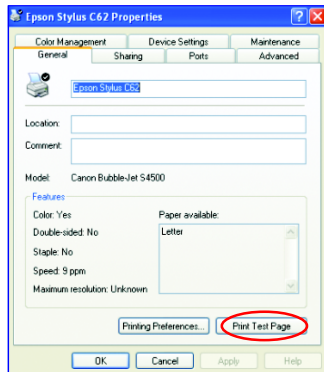 Epson Stylus C62 Properties
Color Management Device Settings Maintenance
General Sharing Ports Advanced
Epson Stylus C62
Location:
Comment:
Model: Canon Bubble-Jet S4500
Features
Color: Yes Paper available:
Double-sided: No Letter
Staple: No
Speed: 9 ppm
Maximum resolution: Unknown
Printing Preferences... Print Test Page
OK Cancel Apply Help